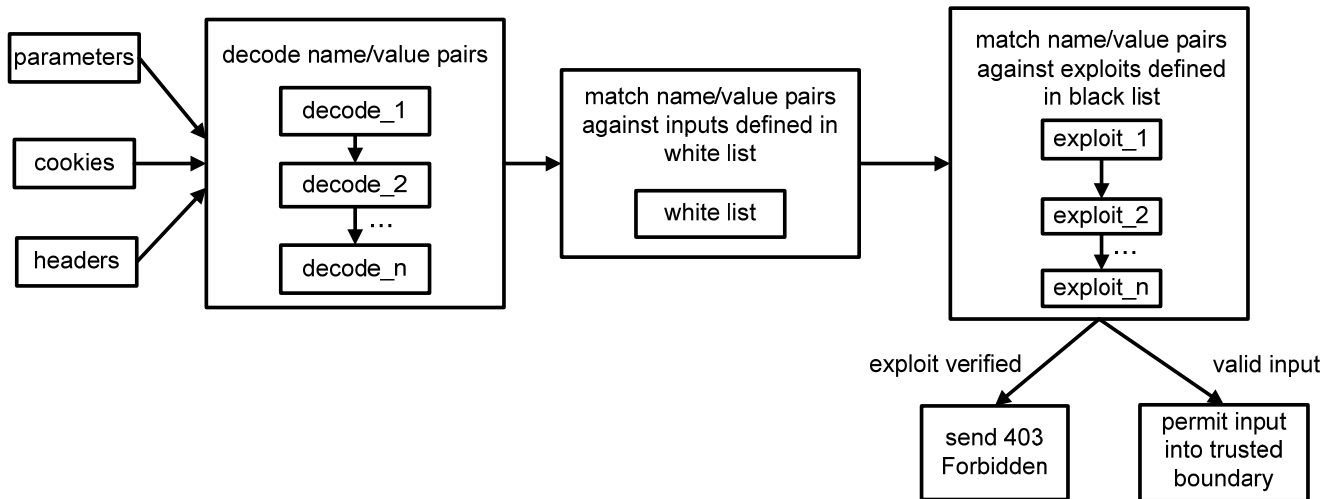 parameters
cookies
headers
decode name/value pairs
decode_1
decode_2
...
decode_n
match name/value pairs
against inputs defined in
white list
white list
match name/value pairs
against exploits defined
in black list
exploit_1
exploit_2
...
exploit_n
exploit verified
valid input
send 403
Forbidden
permit input
into trusted
boundary